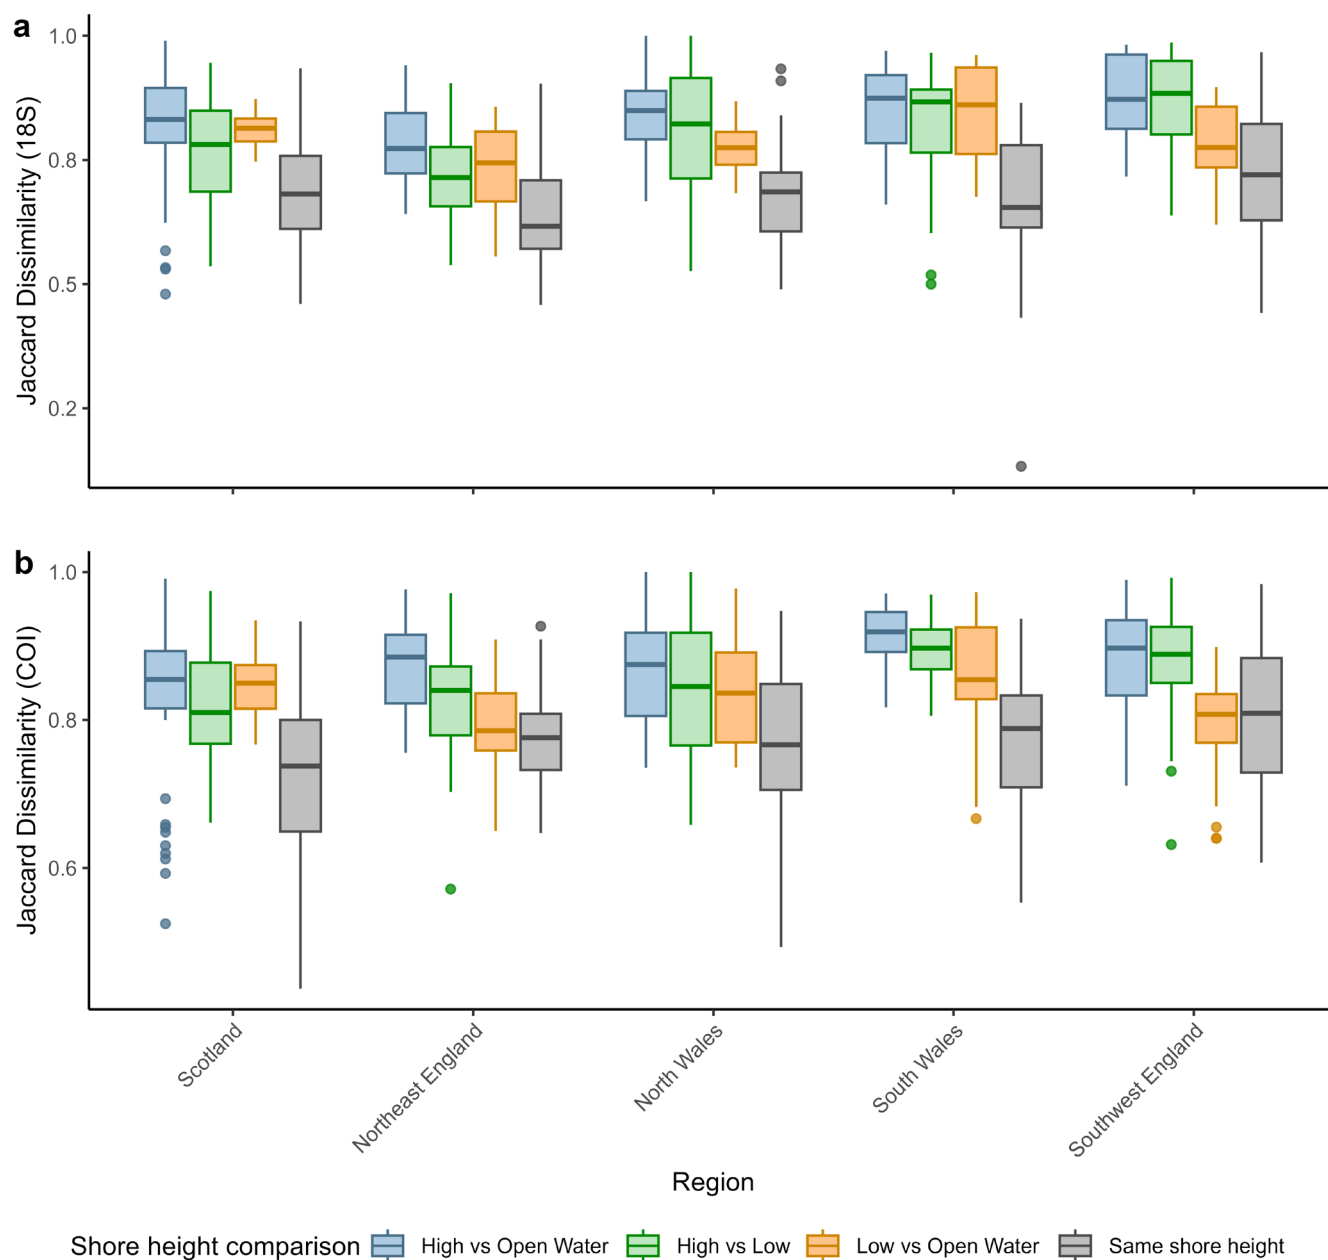 a
Jaccard Dissimilarity (18S)
1.0
0.8
0.5
0.2
b
Jaccard Dissimilarity (COI)
1.0
0.8
0.6
Scotland
Northeast England
North Wales
South Wales
Southwest England
Region
Shore height comparison High vs Open Water High vs Low Low vs Open Water Same shore height